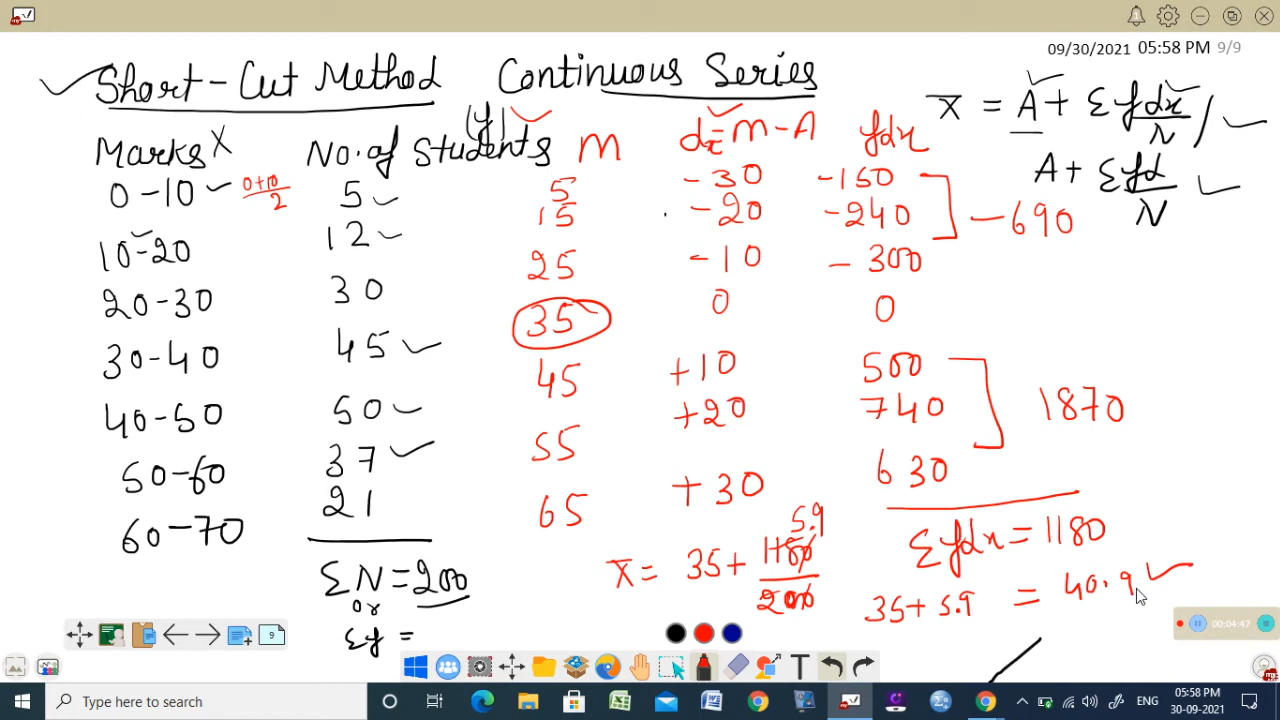 09/30/2021 05:58 PM 9/9
Short-Cut Method Continuous Series
x̄ = A + Σfdx/N /
A + Σfd/N
Marks X No. of Students (f) m dx = m - A fdx
0-10 0+10/2 5 5 -30 -150
10-20 12 15 -20 -240 -690
20-30 30 25 -10 -300
30-40 45 35 0 0
40-50 50 45 +10 500
50-60 37 55 +20 740 1870
60-70 21 65 +30 630
ΣN = 200
or
Σf =
Σfdx = 1180
x̄ = 35 + 1180/200 5.9
35 + 5.9 = 40.9
00:04:47
9
T
Type here to search
ENG
05:58 PM
30-09-2021